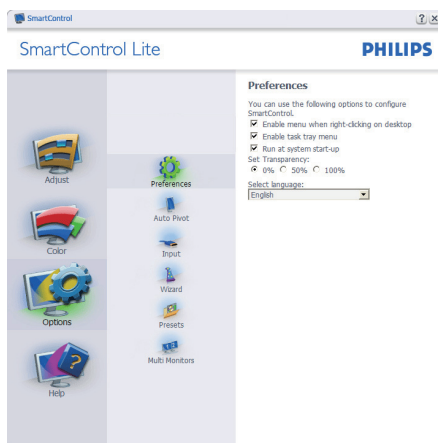 SmartControl
SmartControl Lite
PHILIPS
Adjust
Color
Options
Help
Preferences
Auto Pivot
Input
Wizard
Presets
Multi Monitors
Preferences
You can use the following options to configure
SmartControl.
Enable menu when right-clicking on desktop
Enable task tray menu
Run at system start-up
Set Transparency:
0% 50% 100%
Select language:
English